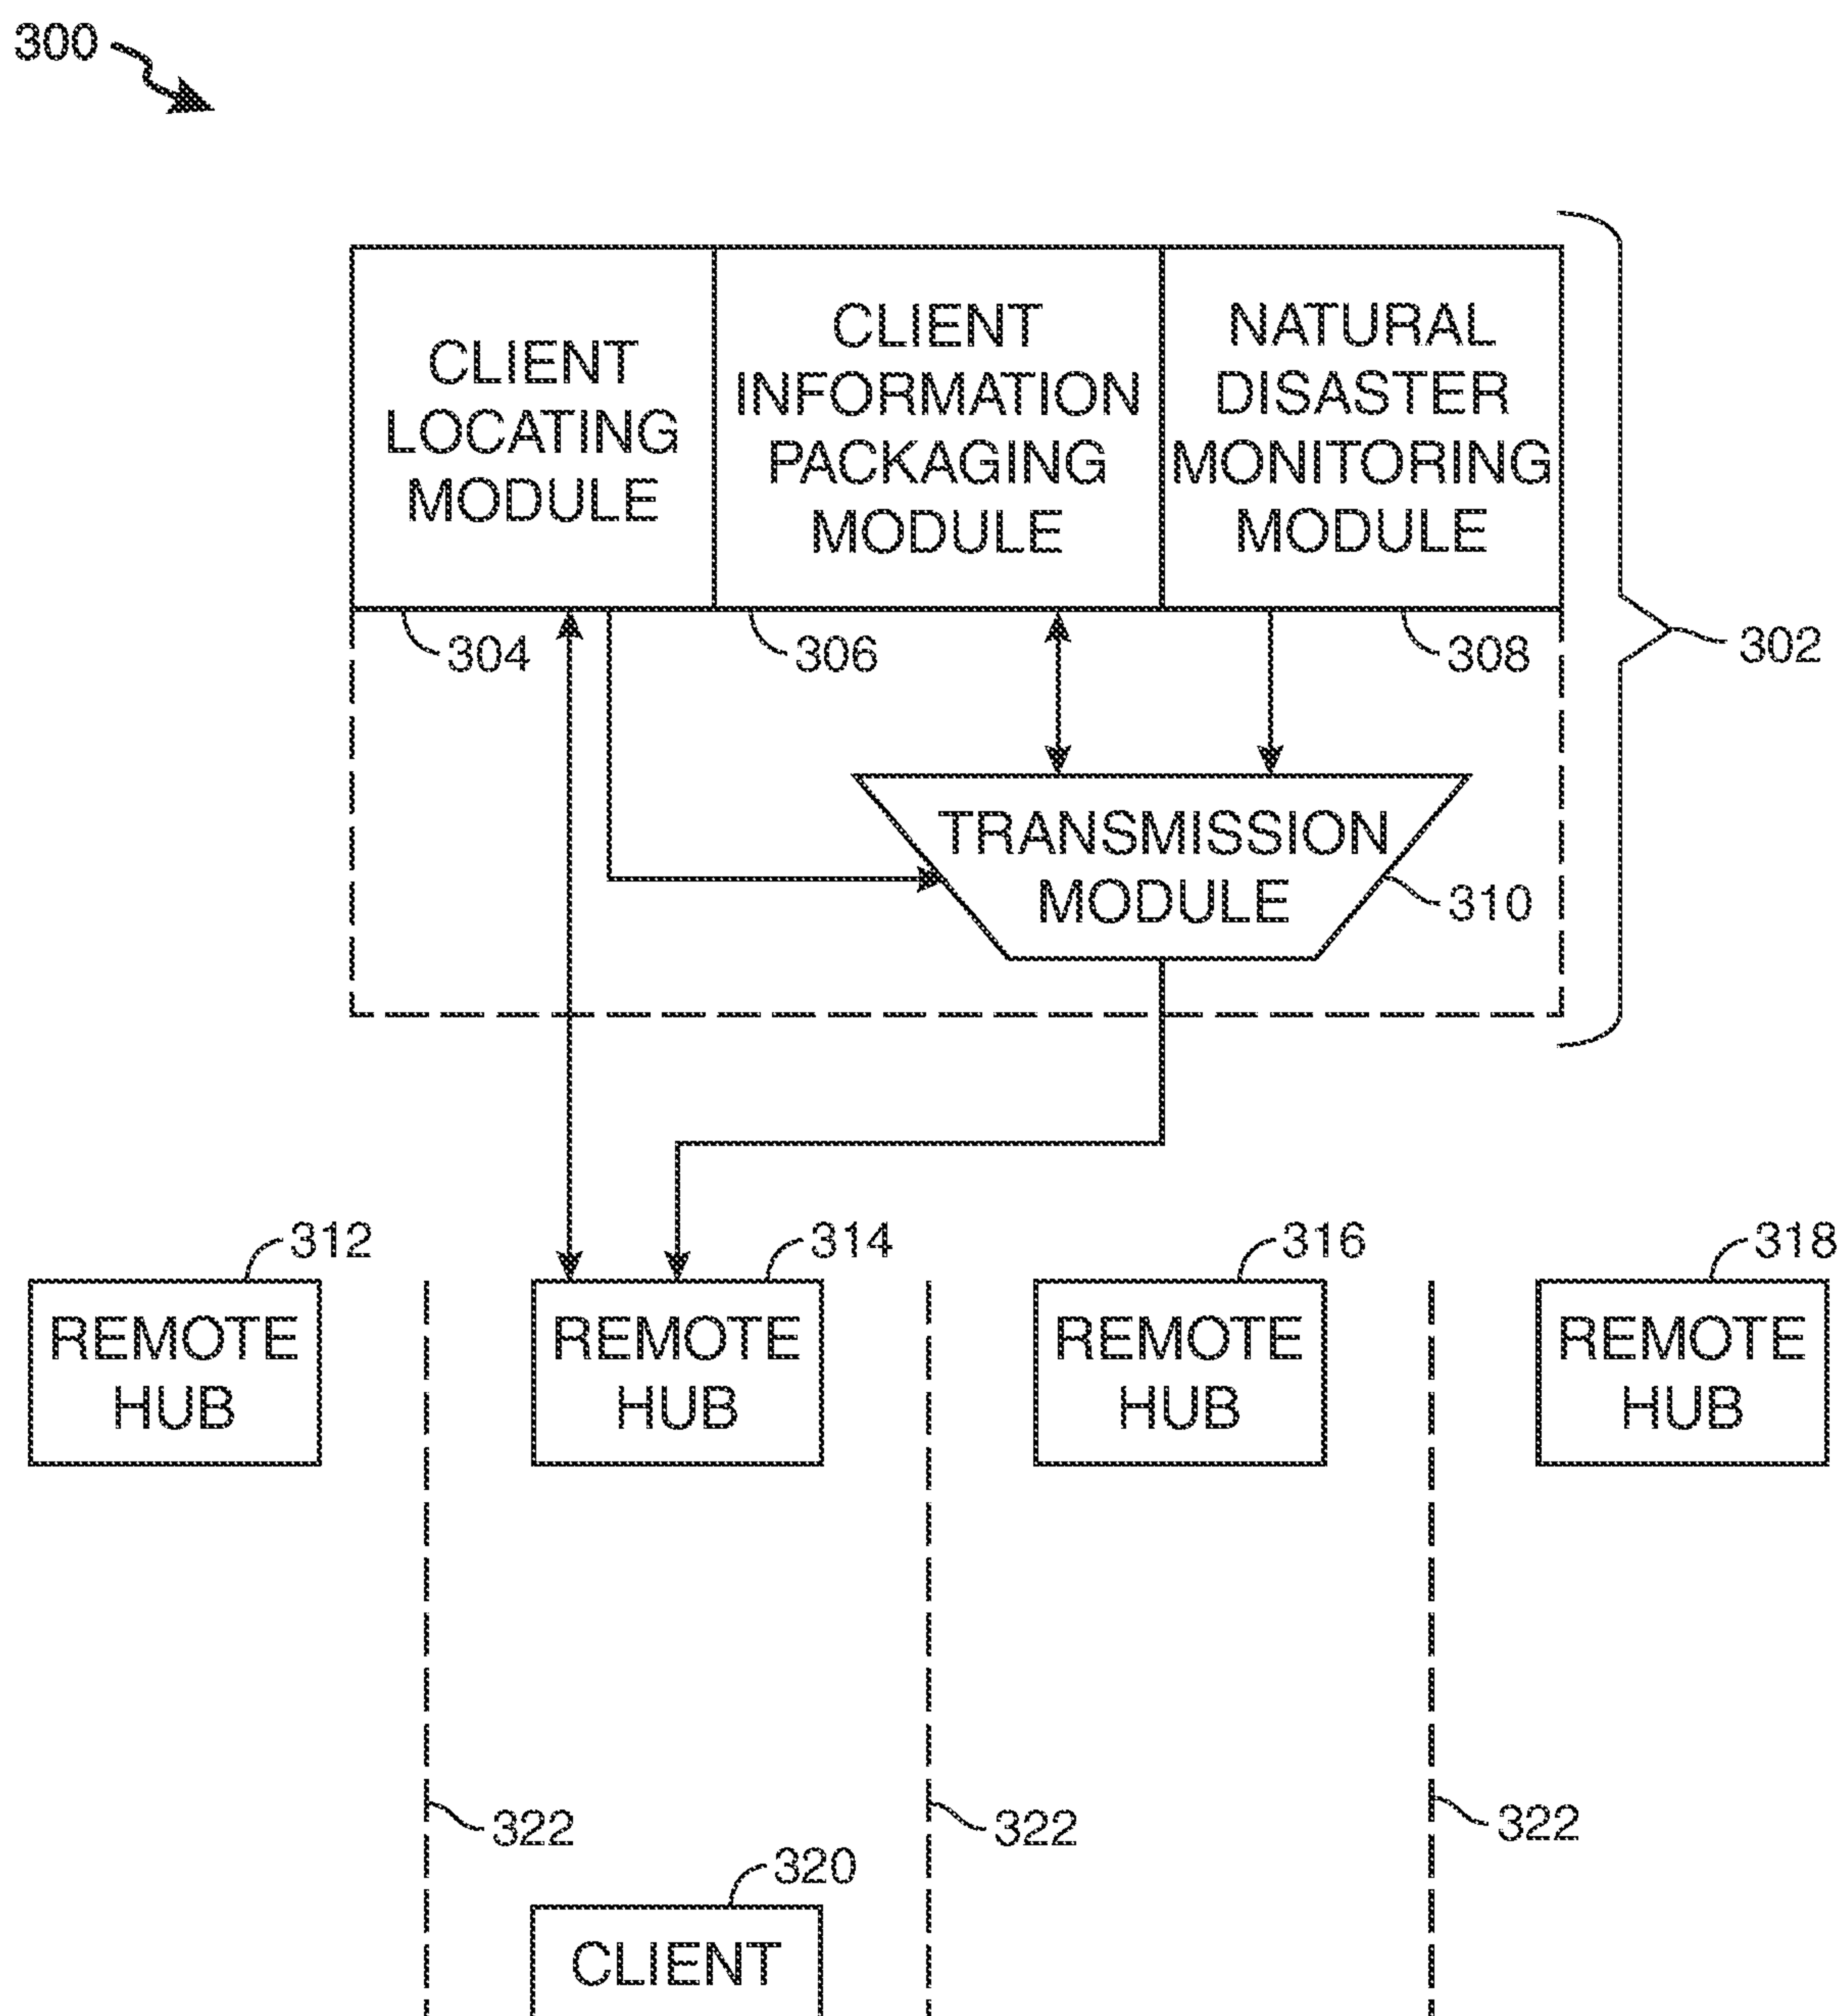 300
CLIENT
LOCATING
MODULE
CLIENT
INFORMATION
PACKAGING
MODULE
NATURAL
DISASTER
MONITORING
MODULE
304
306
308
302
TRANSMISSION
MODULE
310
312
314
316
318
REMOTE
HUB
REMOTE
HUB
REMOTE
HUB
REMOTE
HUB
322
322
322
320
CLIENT